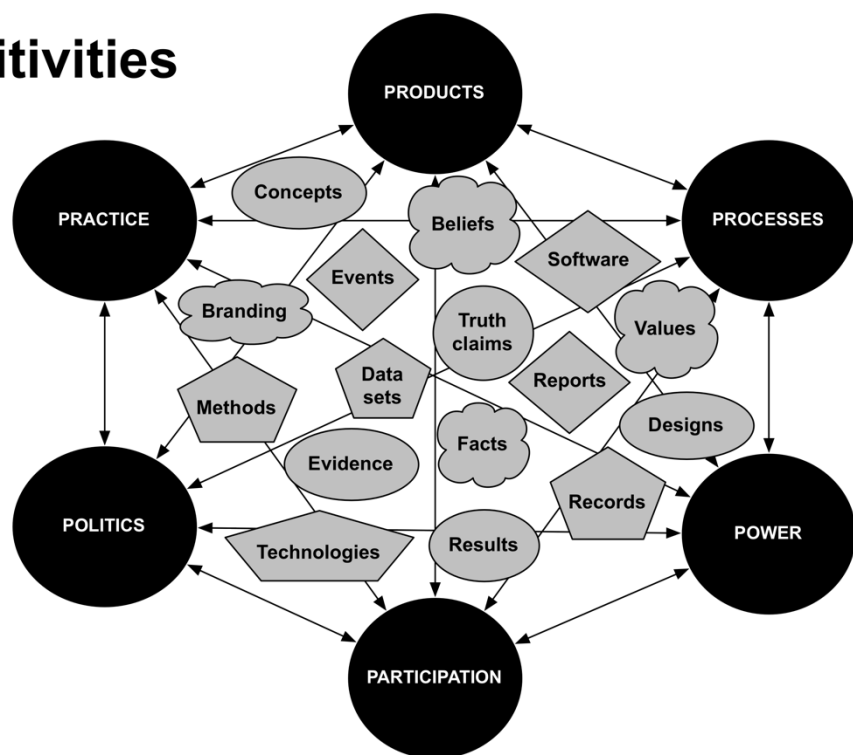 itivities
PRODUCTS
PRACTICE
Concepts
Beliefs
PROCESSES
Software
Events
Branding
Truth
claims
Values
Data
sets
Reports
Methods
Designs
Facts
Evidence
Records
POLITICS
POWER
Technologies
Results
PARTICIPATION